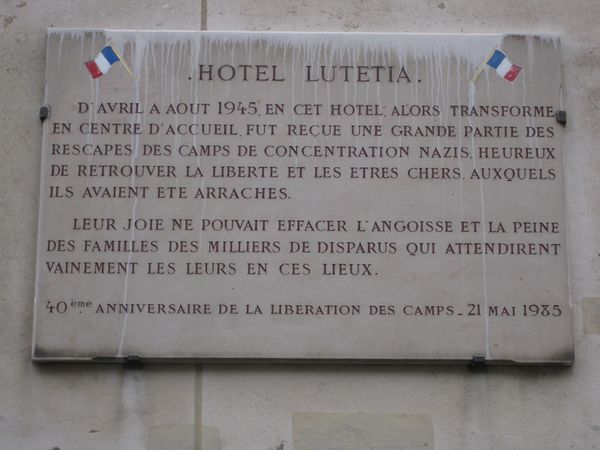 . HOTEL LUTETIA .
D'AVRIL A AOUT 1945, EN CET HOTEL, ALORS TRANSFORME
EN CENTRE D'ACCUEIL, FUT REÇUE UNE GRANDE PARTIE DES
RESCAPES DES CAMPS DE CONCENTRATION NAZIS, HEUREUX
DE RETROUVER LA LIBERTE ET LES ETRES CHERS, AUXQUELS
ILS AVAIENT ETE ARRACHES.
LEUR JOIE NE POUVAIT EFFACER L'ANGOISSE ET LA PEINE
DES FAMILLES DES MILLIERS DE DISPARUS QUI ATTENDIRENT
VAINEMENT LES LEURS EN CES LIEUX.
40ème ANNIVERSAIRE DE LA LIBERATION DES CAMPS - 21 MAI 1985